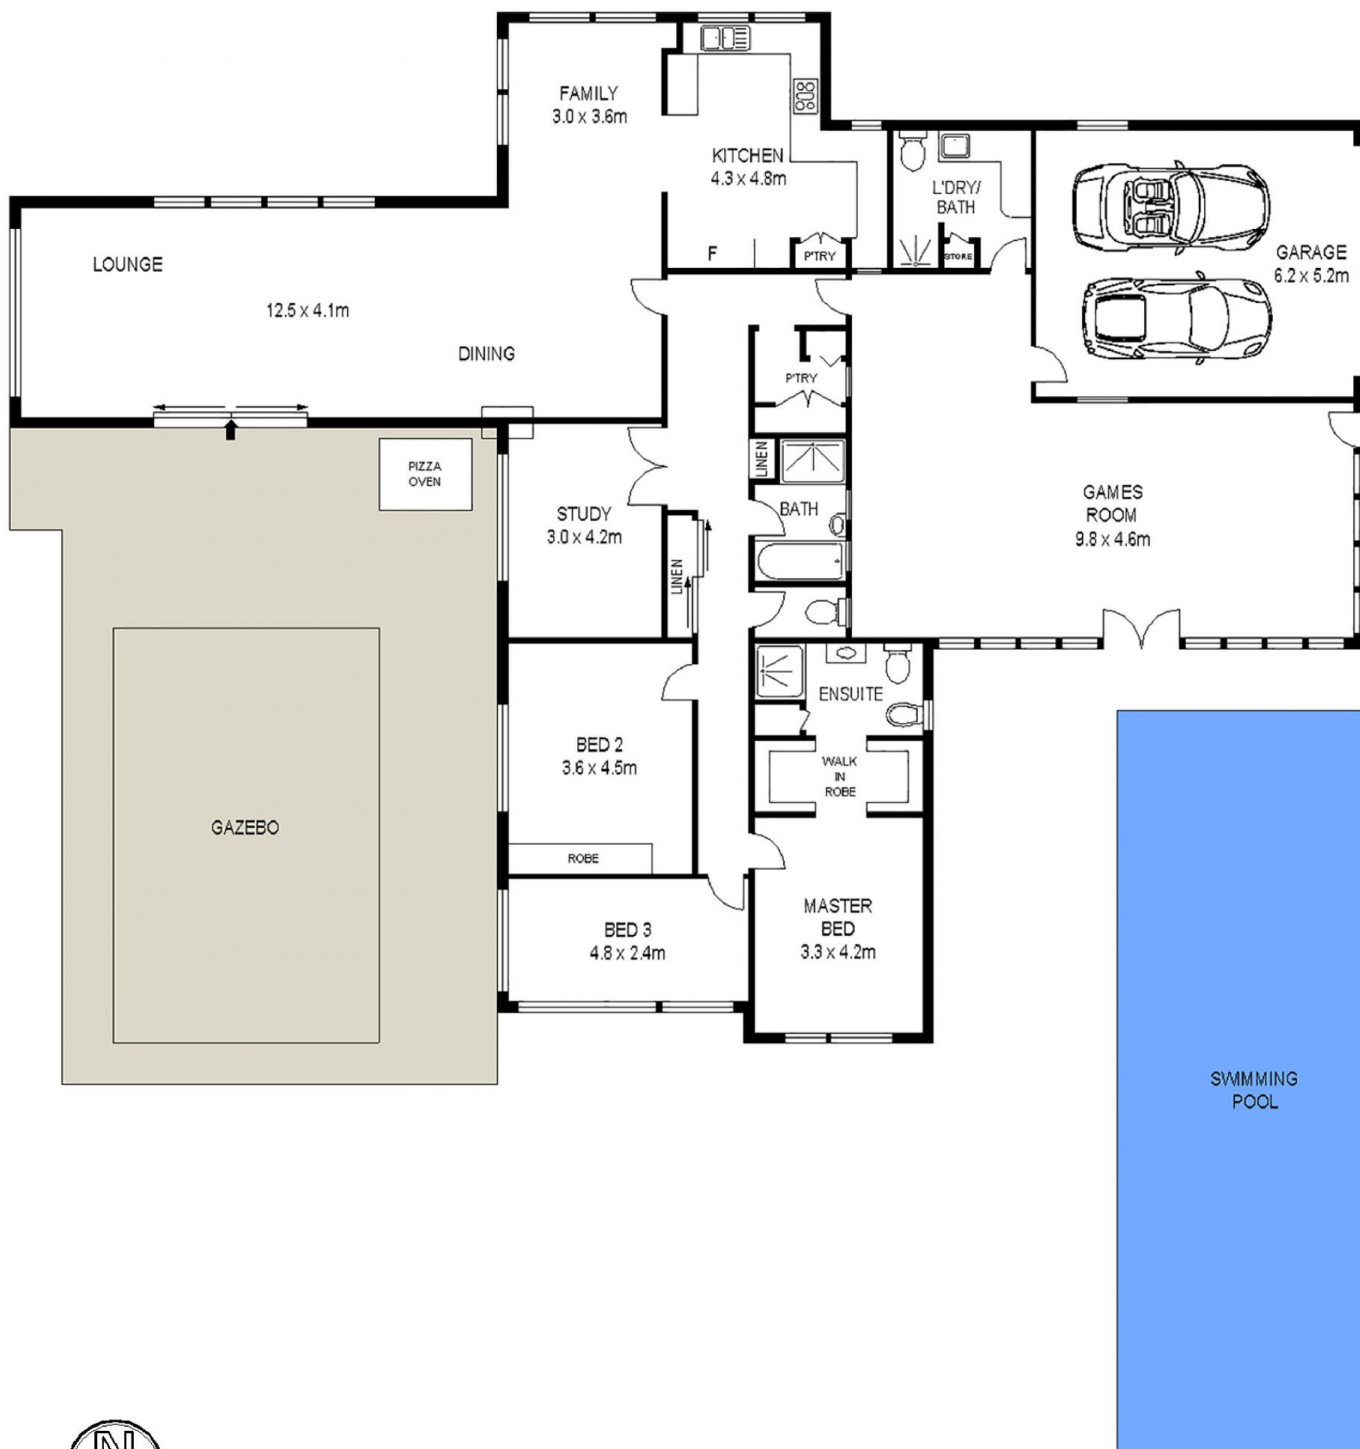 FAMILY
3.0 x 3.6m
KITCHEN
4.3 x 4.8m
F
P'TRY
L'DRY/
BATH
STORE
GARAGE
6.2 x 5.2m
LOUNGE
12.5 x 4.1m
DINING
P'TRY
PIZZA
OVEN
STUDY
3.0 x 4.2m
LINEN
LINEN
BATH
GAMES
ROOM
9.8 x 4.6m
ENSUITE
WALK
IN
ROBE
BED 2
3.6 x 4.5m
ROBE
GAZEBO
BED 3
4.8 x 2.4m
MASTER
BED
3.3 x 4.2m
SWIMMING
POOL
N